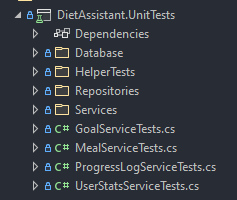 DietAssistant.UnitTests
Dependencies
Database
HelperTests
Repositories
Services
C# GoalServiceTests.cs
C# MealServiceTests.cs
C# ProgressLogServiceTests.cs
C# UserStatsServiceTests.cs